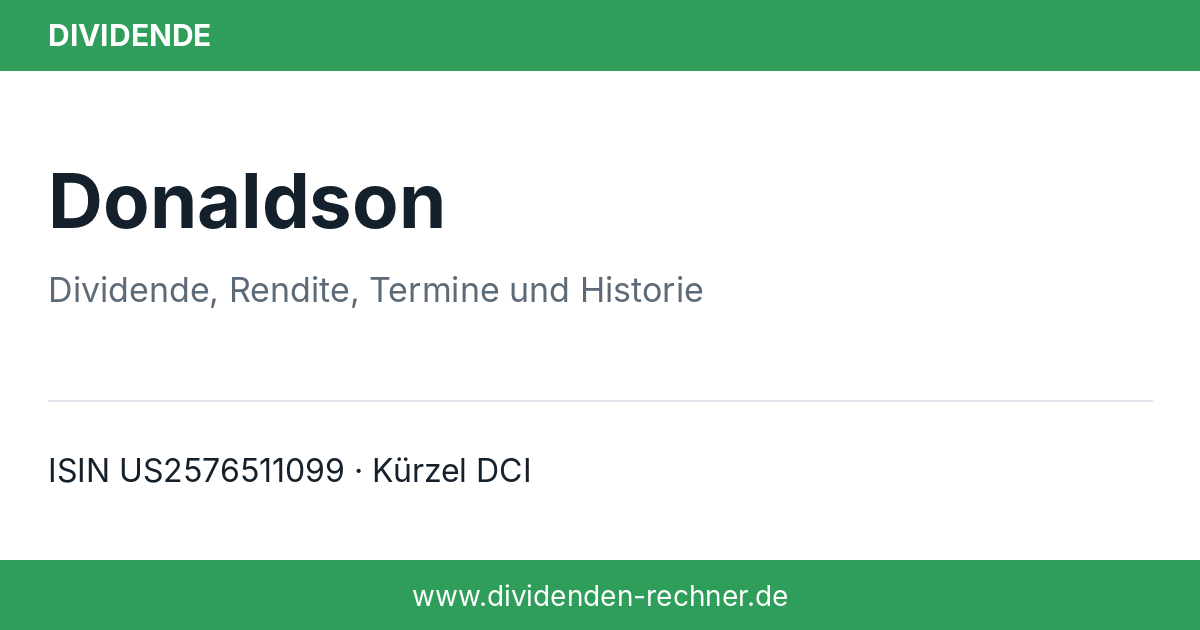 DIVIDENDE
Donaldson
Dividende, Rendite, Termine und Historie
ISIN US2576511099 · Kürzel DCI
www.dividenden-rechner.de